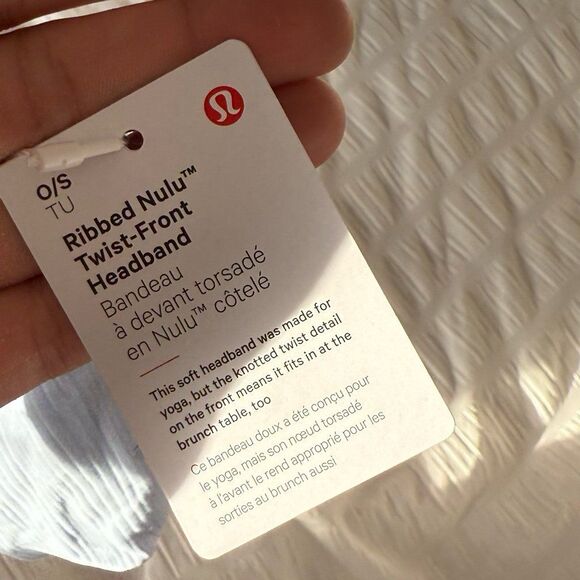 O/S
TU
Ribbed Nulu™
Twist-Front
Headband
Bandeau
à devant torsadé
en Nulu™ côtelé
This soft headband was made for
yoga, but the knotted twist detail
on the front means it fits in at the
brunch table, too
Ce bandeau doux a été conçu pour
le yoga, mais son nœud torsadé
à l'avant le rend approprié pour les
sorties au brunch aussi